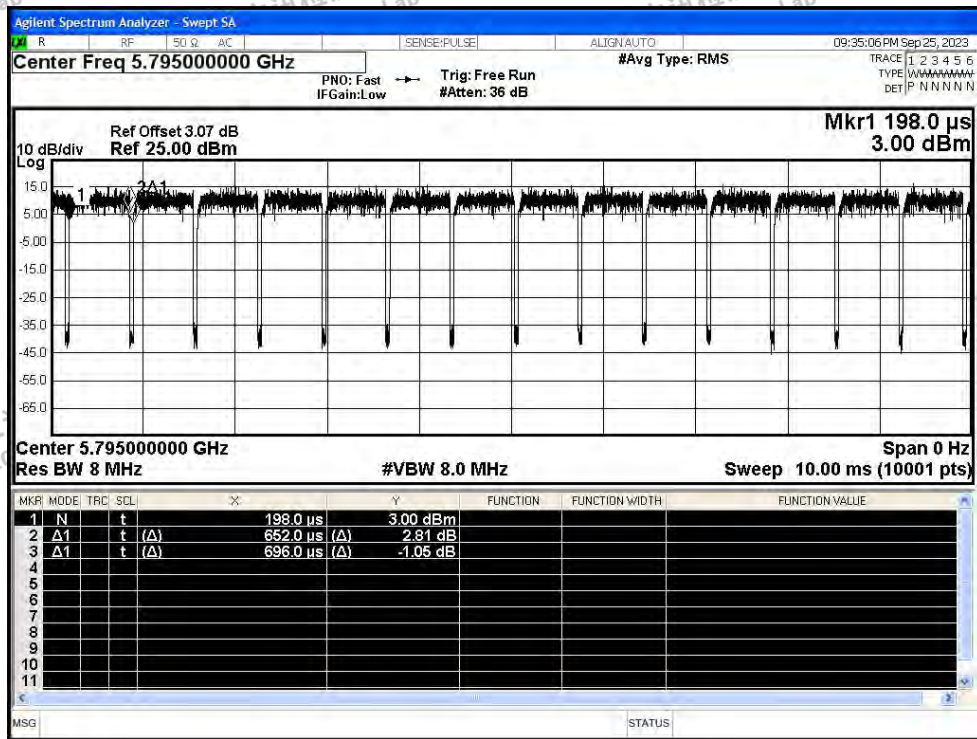 Agilent Spectrum Analyzer - Swept SA
LXI R RF 50 Ω AC SENSE:PULSE ALIGN AUTO 09:35:06 PM Sep 25, 2023
Center Freq 5.795000000 GHz #Avg Type: RMS TRACE 1 2 3 4 5 6
PNO: Fast Trig: Free Run TYPE WWWWWW
IFGain:Low #Atten: 36 dB DET P N N N N N
Mkr1 198.0 µs
3.00 dBm
Ref Offset 3.07 dB
10 dB/div Ref 25.00 dBm
Log
15.0
5.00
-5.00
-15.0
-25.0
-35.0
-45.0
-55.0
-65.0
1
3Δ1
Center 5.795000000 GHz Span 0 Hz
Res BW 8 MHz #VBW 8.0 MHz Sweep 10.00 ms (10001 pts)
MKR MODE TRC SCL X Y FUNCTION FUNCTION WIDTH FUNCTION VALUE
1 N t 198.0 µs 3.00 dBm
2 Δ1 t (Δ) 652.0 µs (Δ) 2.81 dB
3 Δ1 t (Δ) 696.0 µs (Δ) -1.05 dB
4
5
6
7
8
9
10
11
MSG STATUS